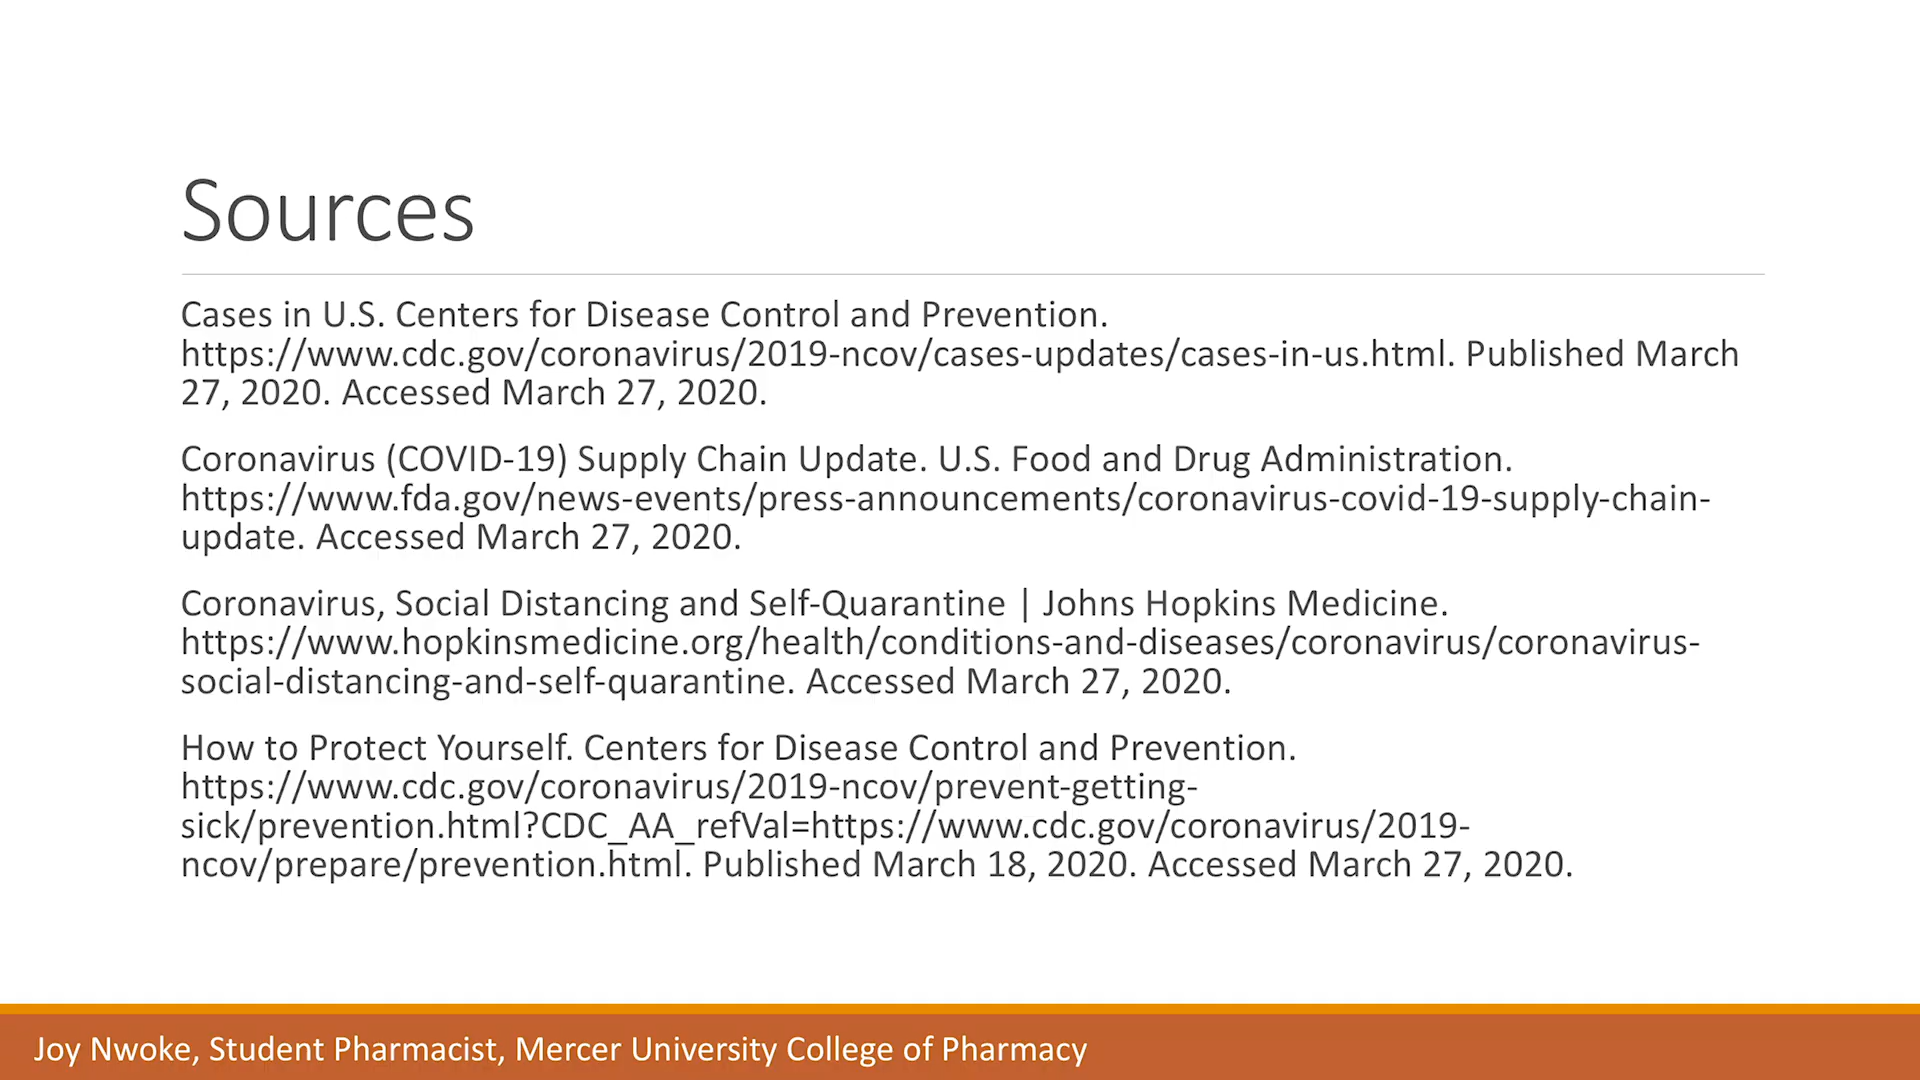 Sources
Cases in U.S. Centers for Disease Control and Prevention.
https://www.cdc.gov/coronavirus/2019-ncov/cases-updates/cases-in-us.html. Published March
27, 2020. Accessed March 27, 2020.
Coronavirus (COVID-19) Supply Chain Update. U.S. Food and Drug Administration.
https://www.fda.gov/news-events/press-announcements/coronavirus-covid-19-supply-chain-
update. Accessed March 27, 2020.
Coronavirus, Social Distancing and Self-Quarantine | Johns Hopkins Medicine.
https://www.hopkinsmedicine.org/health/conditions-and-diseases/coronavirus/coronavirus-
social-distancing-and-self-quarantine. Accessed March 27, 2020.
How to Protect Yourself. Centers for Disease Control and Prevention.
https://www.cdc.gov/coronavirus/2019-ncov/prevent-getting-
sick/prevention.html?CDC_AA_refVal=https://www.cdc.gov/coronavirus/2019-
ncov/prepare/prevention.html. Published March 18, 2020. Accessed March 27, 2020.
Joy Nwoke, Student Pharmacist, Mercer University College of Pharmacy